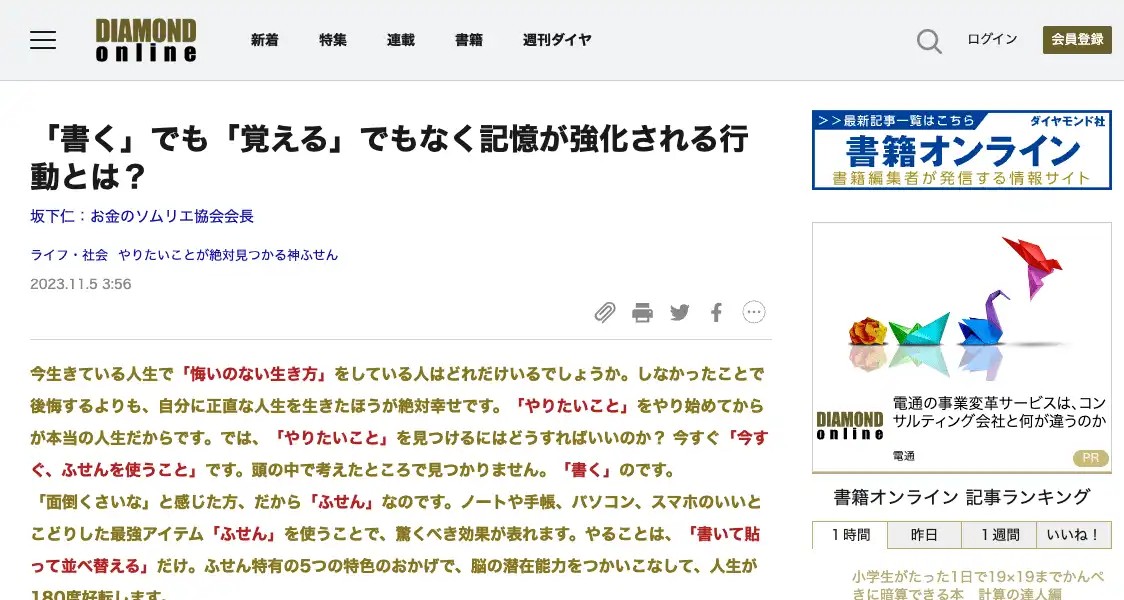 DIAMOND
online
新着
特集
連載
書籍
週刊ダイヤ
ログイン
会員登録
「書く」でも「覚える」でもなく記憶が強化される行
動とは？
坂下仁：お金のソムリエ協会会長
ライフ・社会 やりたいことが絶対見つかる神ふせん
2023.11.5 3:56
今生きている人生で「悔いのない生き方」をしている人はどれだけいるでしょうか。しなかったことで
後悔するよりも、自分に正直な人生を生きたほうが絶対幸せです。「やりたいこと」をやり始めてから
が本当の人生だからです。では、「やりたいこと」を見つけるにはどうすればいいのか？ 今すぐ「今す
ぐ、ふせんを使うこと」です。頭の中で考えたところで見つかりません。「書く」のです。
「面倒くさいな」と感じた方、だから「ふせん」なのです。ノートや手帳、パソコン、スマホのいいと
こどりした最強アイテム「ふせん」を使うことで、驚くべき効果が表れます。やることは、「書いて貼
って並べ替える」だけ。ふせん特有の5つの特色のおかげで、脳の潜在能力をつかいこなして、人生が
180度好転します。
>>最新記事一覧はこちら
ダイヤモンド社
書籍オンライン
書籍編集者が発信する情報サイト
DIAMOND
online
電通の事業変革サービスは、コン
サルティング会社と何が違うのか
電通
PR
書籍オンライン 記事ランキング
1時間
昨日
1週間
いいね！
小学生がたった1日で19×19までかんぺ
きに暗算できる本 計算の達人編